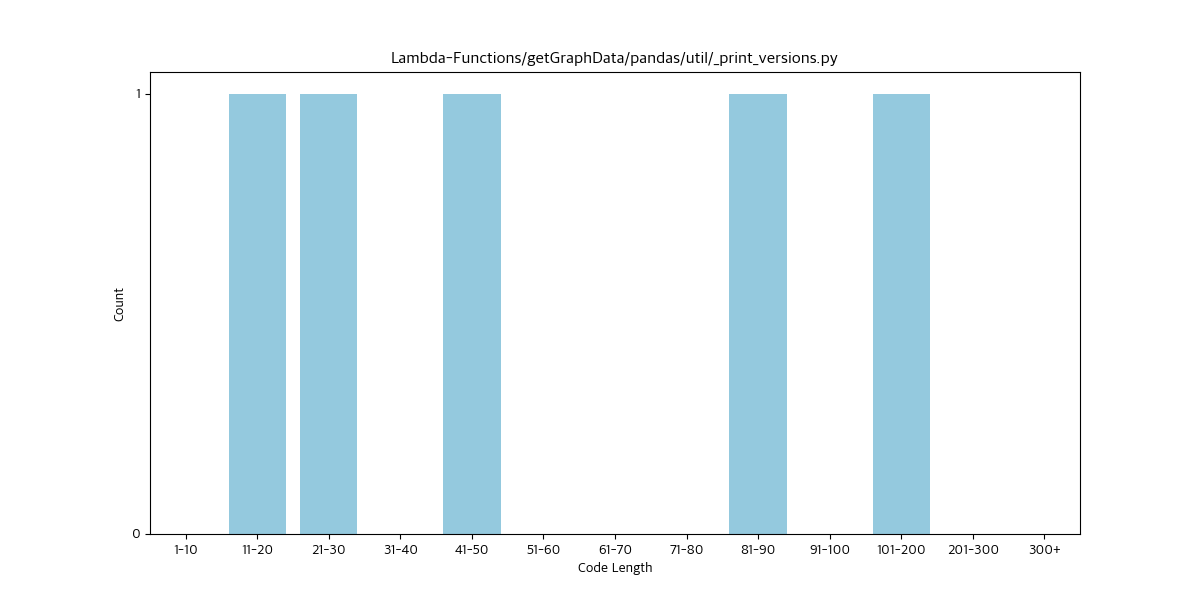 Lambda-Functions/getGraphData/pandas/util/_print_versions.py
1
Count
0
1-10 11-20 21-30 31-40 41-50 51-60 61-70 71-80 81-90 91-100 101-200 201-300 300+
Code Length